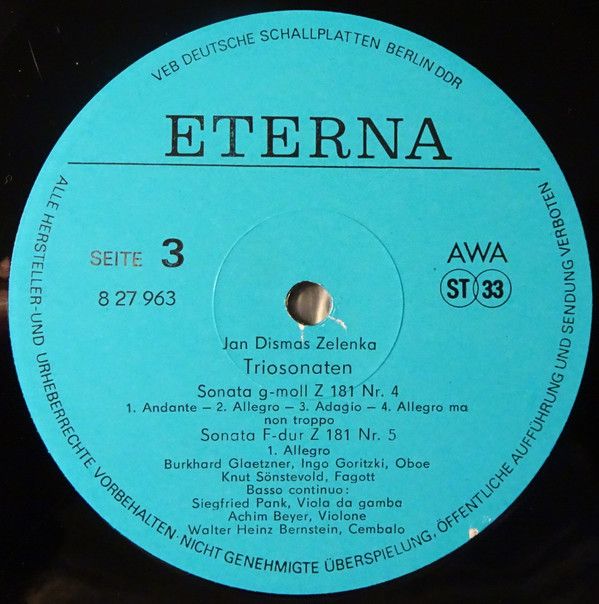 VEB DEUTSCHE SCHALLPLATTEN BERLIN DDR
ETERNA
SEITE 3
8 27 963
AWA
ST 33
Jan Dismas Zelenka
Triosonaten
Sonata g-moll Z 181 Nr. 4
1. Andante – 2. Allegro – 3. Adagio – 4. Allegro ma
non troppo
Sonata F-dur Z 181 Nr. 5
1. Allegro
Burkhard Glaetzner, Ingo Goritzki, Oboe
Knut Sönstevold, Fagott
Basso continuo:
Siegfried Pank, Viola da gamba
Achim Beyer, Violone
Walter Heinz Bernstein, Cembalo
ALLE HERSTELLER- UND URHEBERRECHTE VORBEHALTEN · NICHT GENEHMIGTE ÜBERSPIELUNG, ÖFFENTLICHE AUFFÜHRUNG UND SENDUNG VERBOTEN